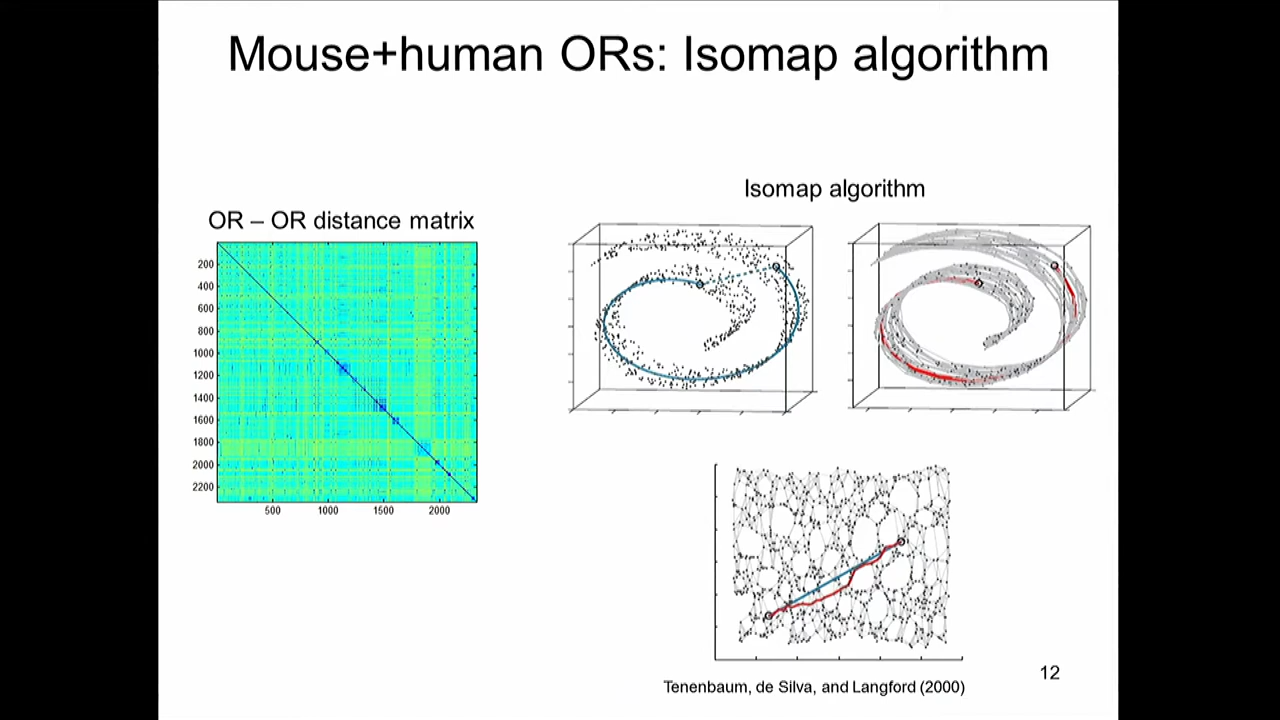 Mouse+human ORs: Isomap algorithm
Isomap algorithm
OR – OR distance matrix
200
400
600
800
1000
1200
1400
1600
1800
2000
2200
500 1000 1500 2000
12
Tenenbaum, de Silva, and Langford (2000)